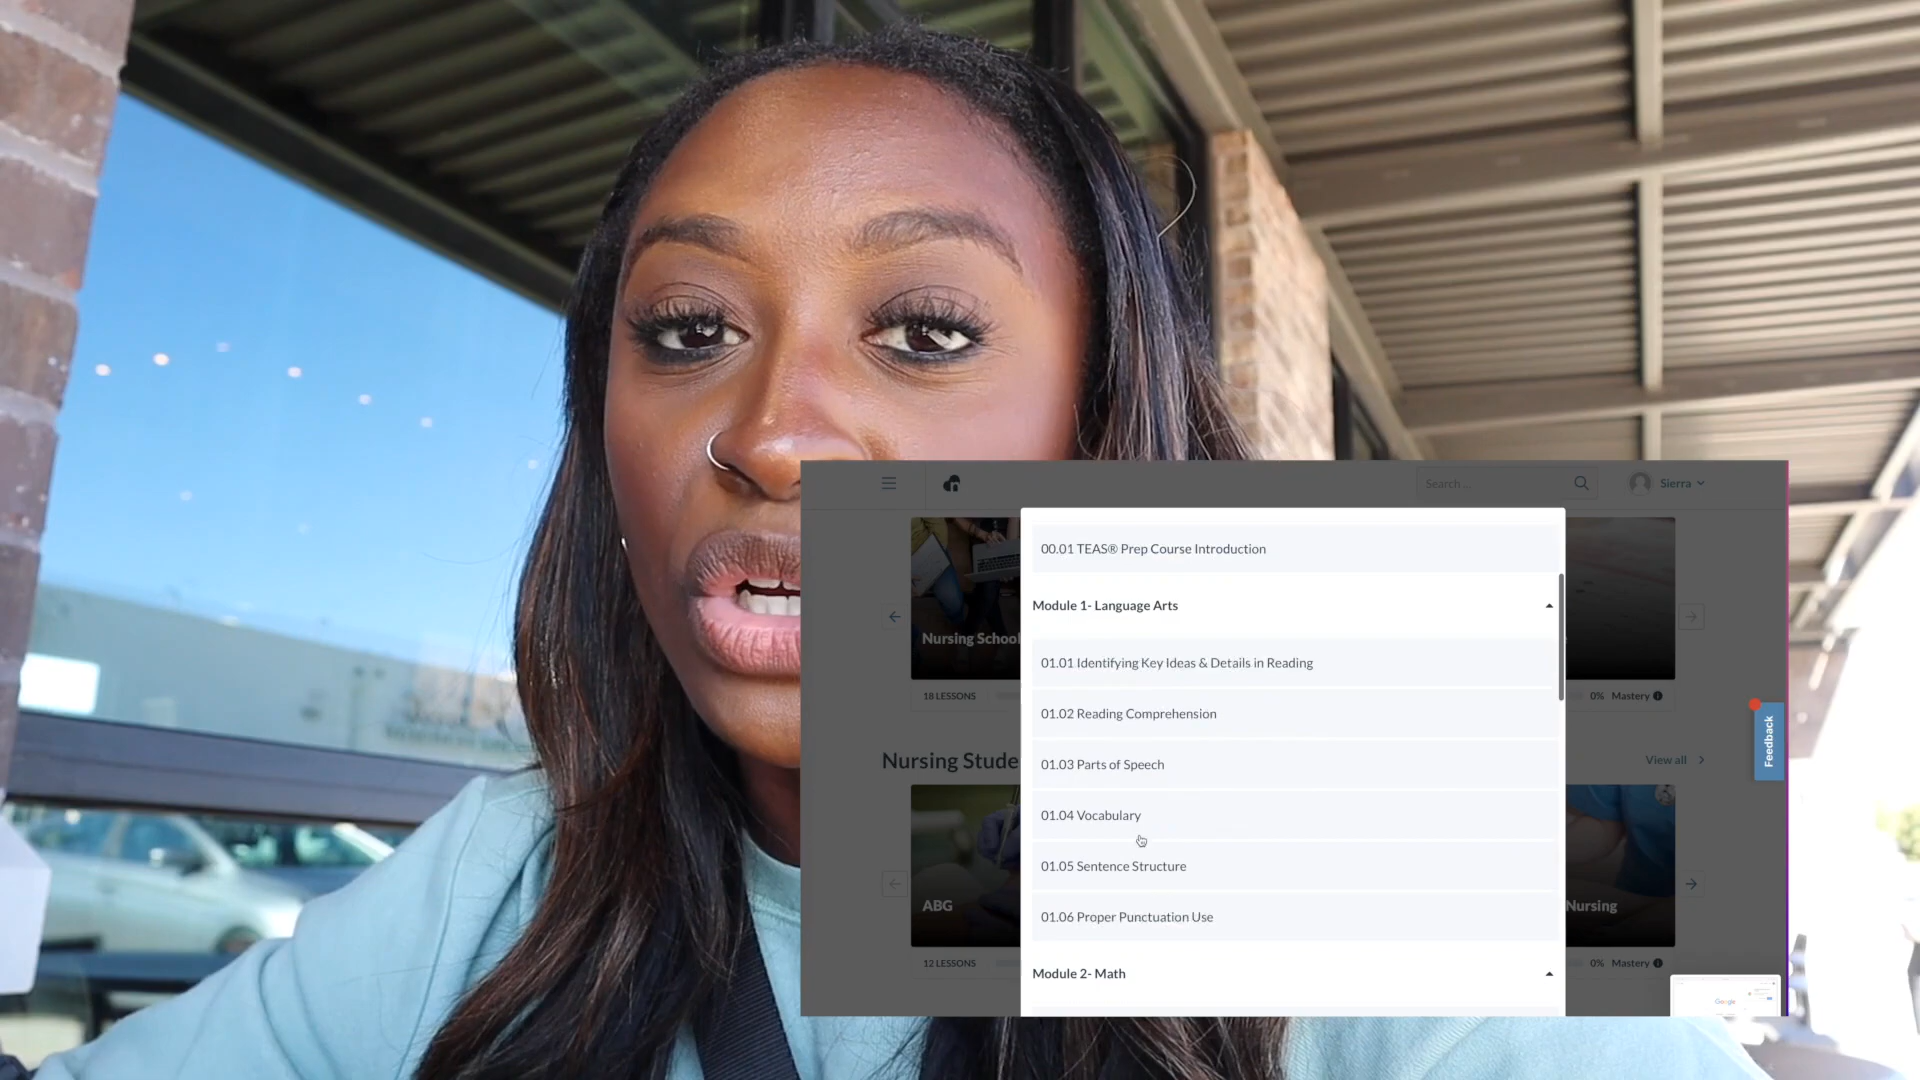 Search ...
Sierra
00.01 TEAS® Prep Course Introduction
Module 1- Language Arts
Nursing School
01.01 Identifying Key Ideas & Details in Reading
18 LESSONS
0% Mastery
01.02 Reading Comprehension
Feedback
Nursing Stude
View all
01.03 Parts of Speech
01.04 Vocabulary
01.05 Sentence Structure
ABG
Nursing
01.06 Proper Punctuation Use
12 LESSONS
0% Mastery
Module 2- Math
Google